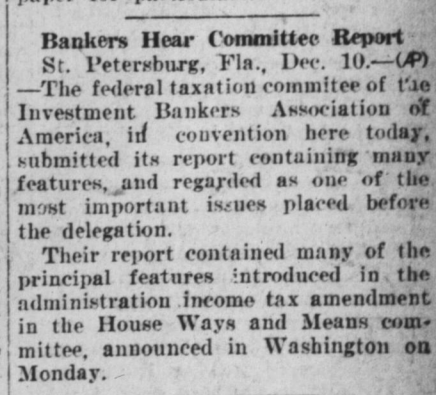 Bankers Hear Committee Report
St. Petersburg, Fla., Dec. 10.—(AP)
—The federal taxation commitee of the
Investment Bankers Association of
America, in convention here today,
submitted its report containing many
features, and regarded as one of the
most important issues placed before
the delegation.
Their report contained many of the
principal features introduced in the
administration income tax amendment
in the House Ways and Means com-
mittee, announced in Washington on
Monday.